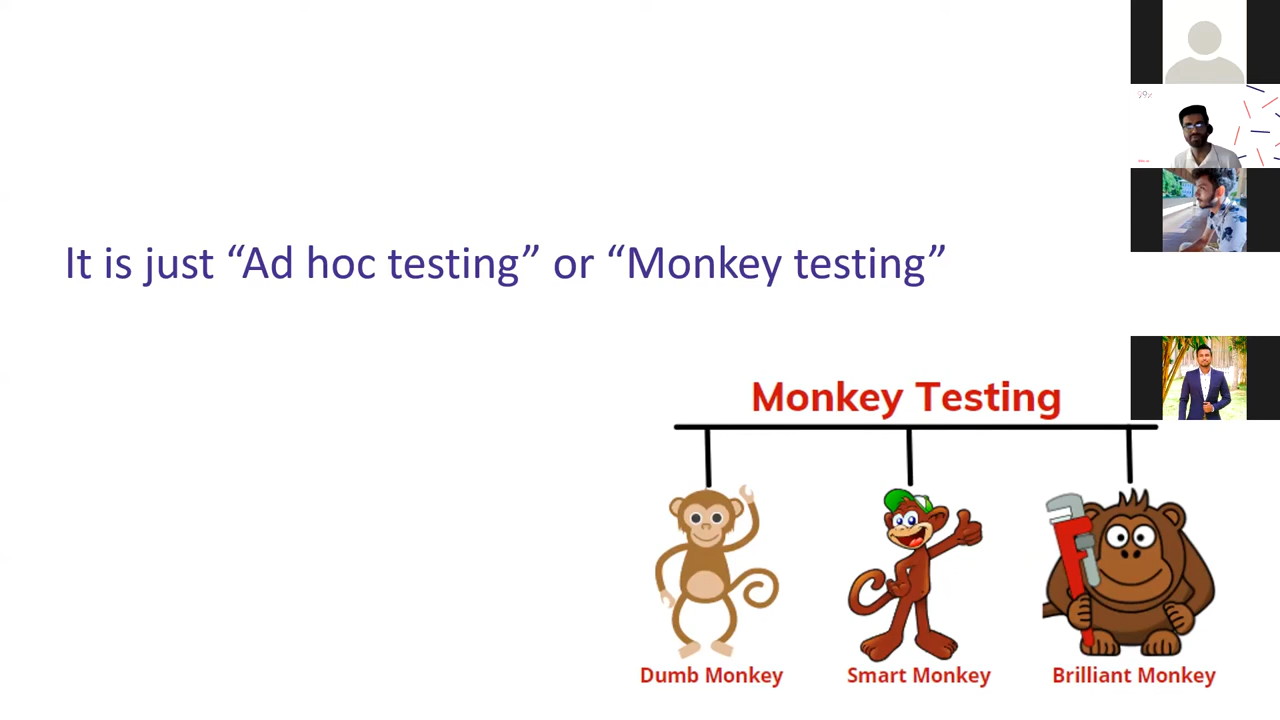 It is just “Ad hoc testing” or “Monkey testing”
Monkey Testing
Dumb Monkey
Smart Monkey
Brilliant Monkey